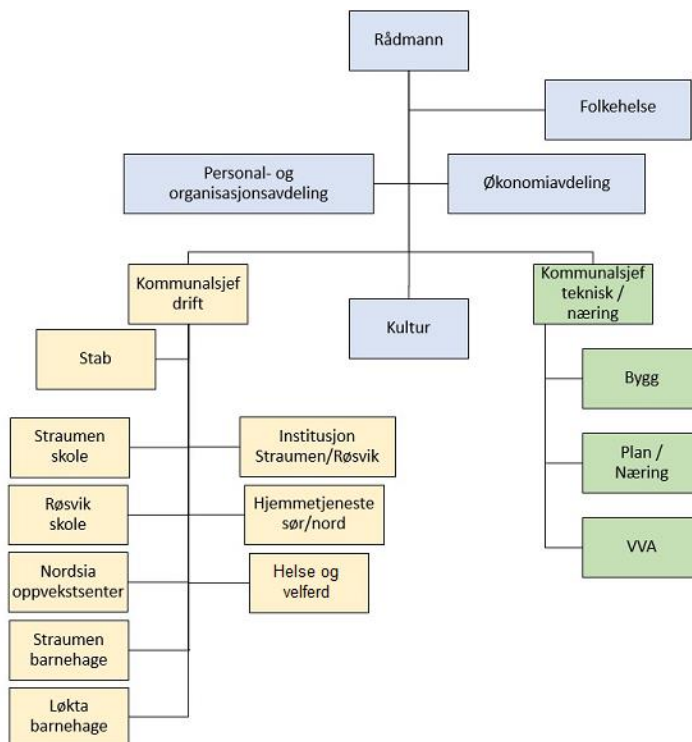 Rådmann
Folkehelse
Personal- og
organisasjonsavdeling
Økonomiavdeling
Kommunalsjef
drift
Kommunalsjef
teknisk /
næring
Kultur
Stab
Bygg
Straumen
skole
Institusjon
Straumen/Røsvik
Plan /
Næring
Røsvik
skole
Hjemmetjeneste
sør/nord
VVA
Nordsia
oppvekstsenter
Helse og
velferd
Straumen
barnehage
Løkta
barnehage